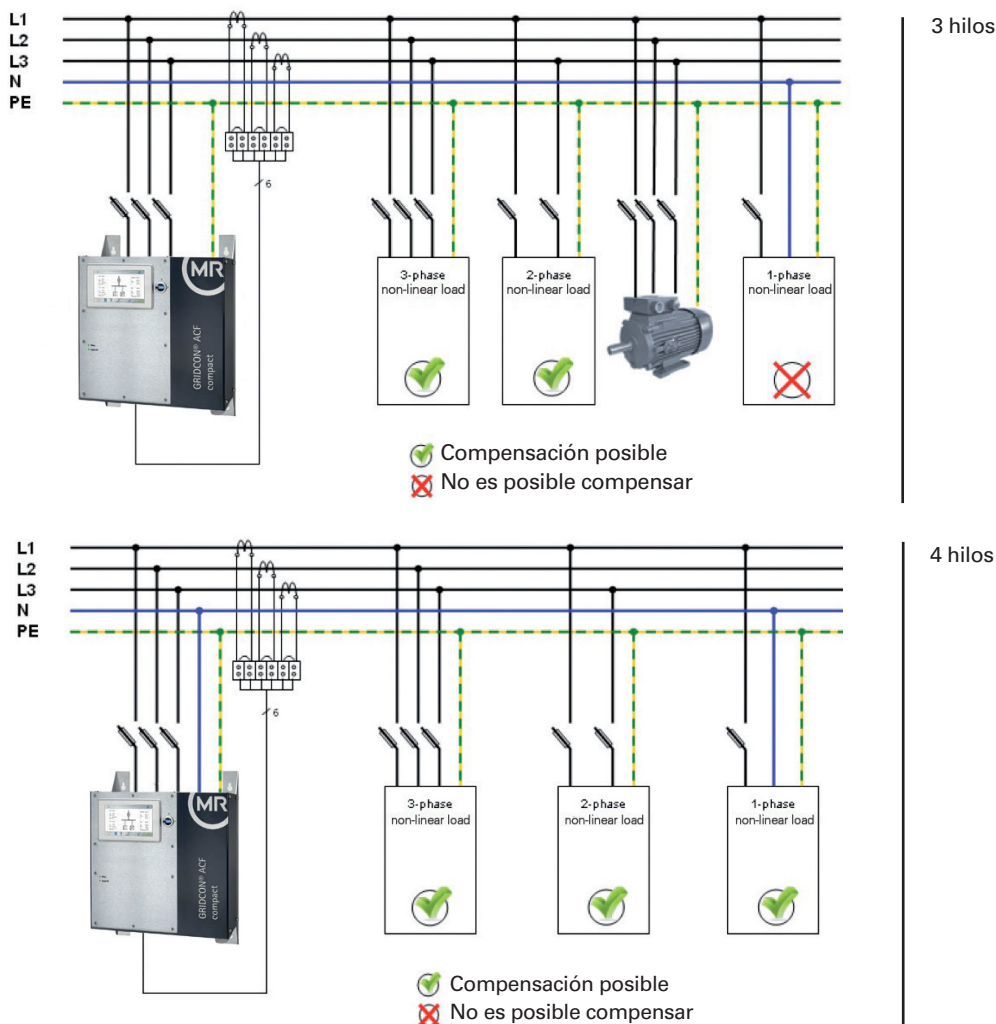 L1
L2
L3
N
PE
3 hilos
6
MR
GRIDCON® ACF
compact
3-phase
non-linear load
2-phase
non-linear load
1-phase
non-linear load
Compensación posible
No es posible compensar
L1
L2
L3
N
PE
4 hilos
6
MR
GRIDCON® ACF
compact
3-phase
non-linear load
2-phase
non-linear load
1-phase
non-linear load
Compensación posible
No es posible compensar